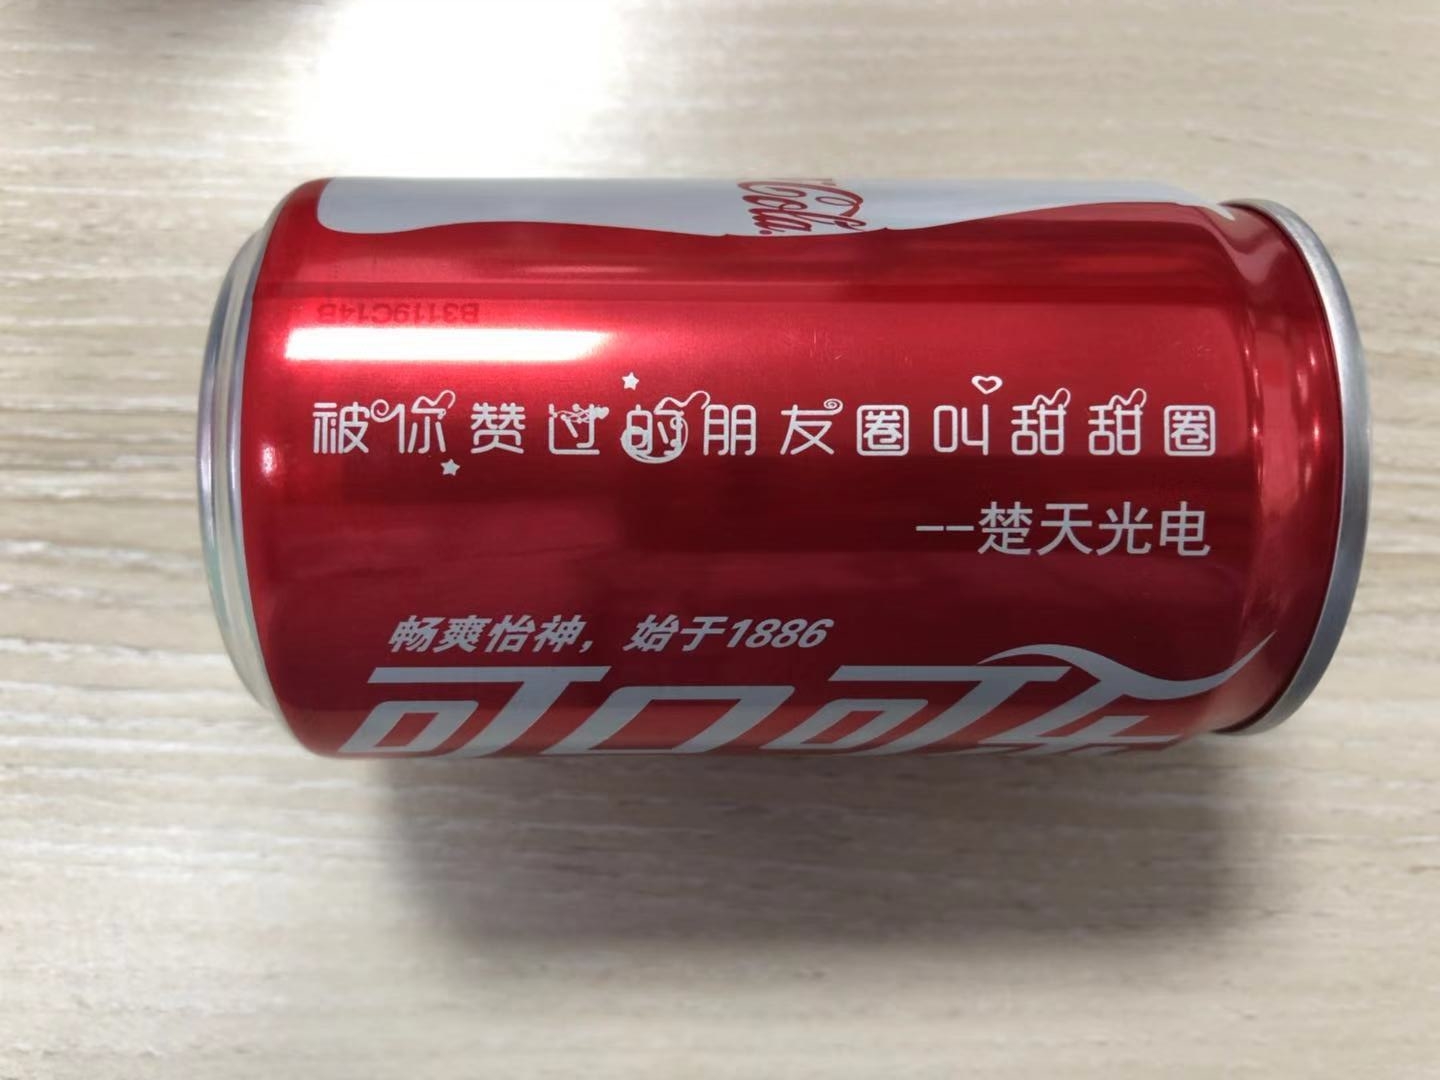 Cola
B3119C14B
被你赞过的朋友圈叫甜甜圈
--楚天光电
畅爽怡神，始于1886
可口可乐